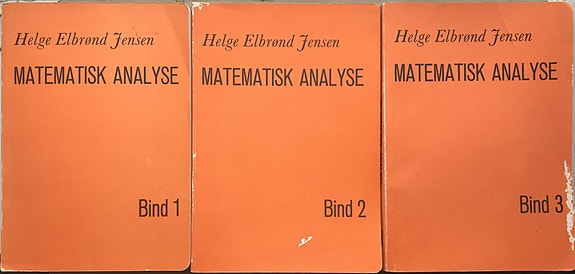 Helge Elbrønd Jensen
MATEMATISK ANALYSE
Bind 1
Helge Elbrønd Jensen
MATEMATISK ANALYSE
Bind 2
Helge Elbrønd Jensen
MATEMATISK ANALYSE
Bind 3